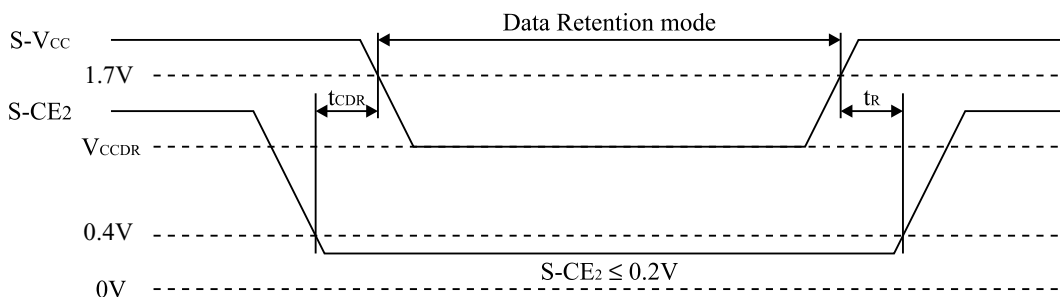 Data Retention mode
S-VCC
1.7V
tCDR
tR
S-CE2
VCCDR
0.4V
S-CE2 ≤ 0.2V
0V